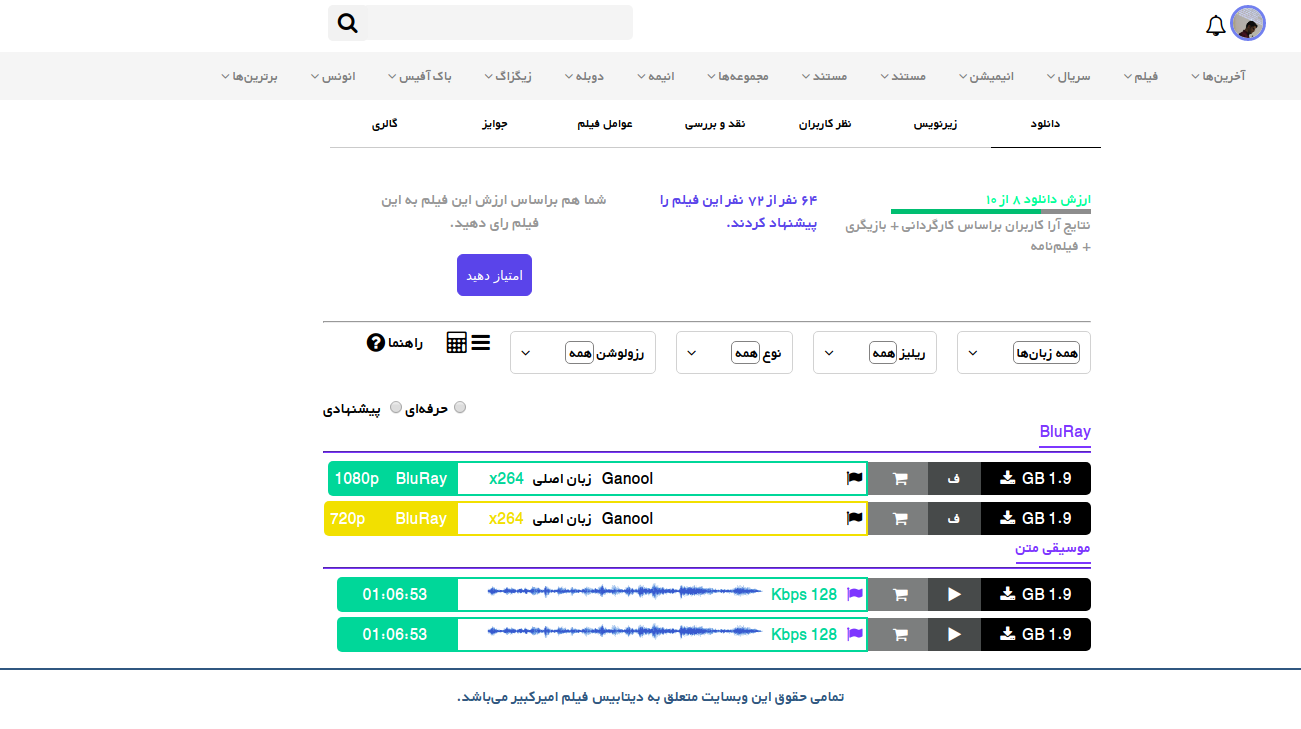 آخرین‌ها فیلم سریال انیمیشن مستند مستند مجموعه‌ها انیمه دوبله زیگزاگ باک آفیس انونس برترین‌ها
دانلود زیرنویس نظر کاربران نقد و بررسی عوامل فیلم جوایز گالری
ارزش دانلود ۸ از ۱۰
نتایج آرا کاربران براساس کارگردانی + بازیگری
+ فیلم‌نامه
۶۴ نفر از ۷۲ نفر این فیلم را
پیشنهاد کردند.
شما هم براساس ارزش این فیلم به این
فیلم رای دهید.
امتیاز دهید
همه زبان‌ها ریلیز همه نوع همه رزولوشن همه راهنما
حرفه‌ای پیشنهادی
BluRay
GB 1.9 ف Ganool زبان اصلی x264 BluRay 1080p
GB 1.9 ف Ganool زبان اصلی x264 BluRay 720p
موسیقی متن
GB 1.9 Kbps 128 01:06:53
GB 1.9 Kbps 128 01:06:53
تمامی حقوق این وبسایت متعلق به دیتابیس فیلم امیرکبیر می‌باشد.